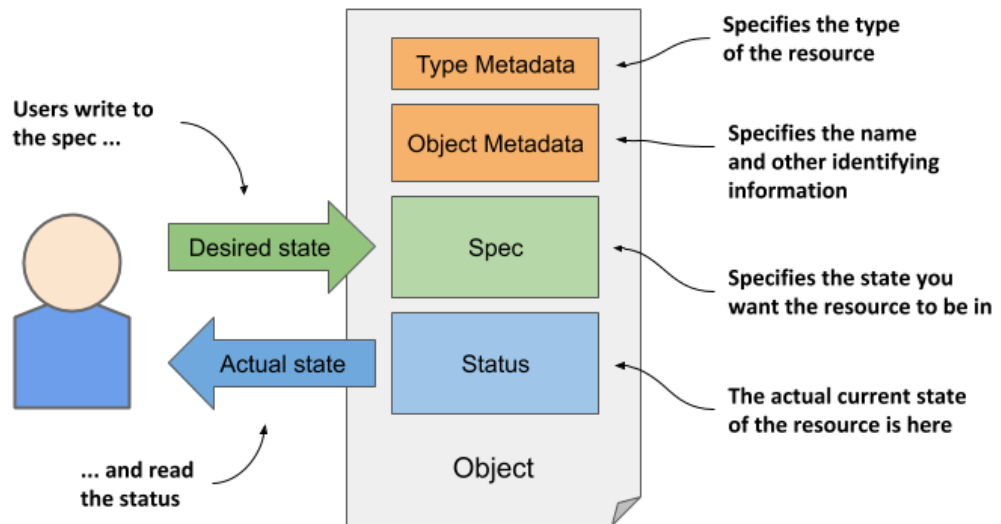 Specifies the type
of the resource
Type Metadata
Users write to
the spec ...
Object Metadata
Specifies the name
and other identifying
information
Desired state
Spec
Specifies the state you
want the resource to be in
Actual state
Status
The actual current state
of the resource is here
... and read
the status
Object